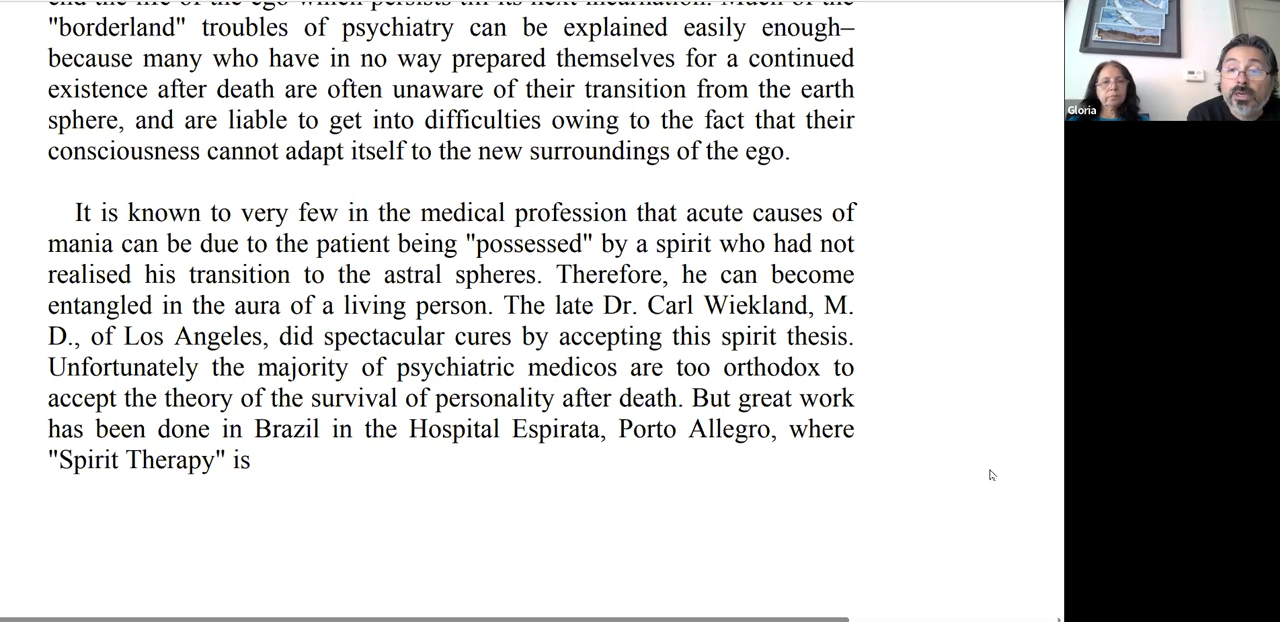 "borderland" troubles of psychiatry can be explained easily enough–
because many who have in no way prepared themselves for a continued
existence after death are often unaware of their transition from the earth
sphere, and are liable to get into difficulties owing to the fact that their
consciousness cannot adapt itself to the new surroundings of the ego.
It is known to very few in the medical profession that acute causes of
mania can be due to the patient being "possessed" by a spirit who had not
realised his transition to the astral spheres. Therefore, he can become
entangled in the aura of a living person. The late Dr. Carl Wiekland, M.
D., of Los Angeles, did spectacular cures by accepting this spirit thesis.
Unfortunately the majority of psychiatric medicos are too orthodox to
accept the theory of the survival of personality after death. But great work
has been done in Brazil in the Hospital Espirata, Porto Allegro, where
"Spirit Therapy" is
Gloria